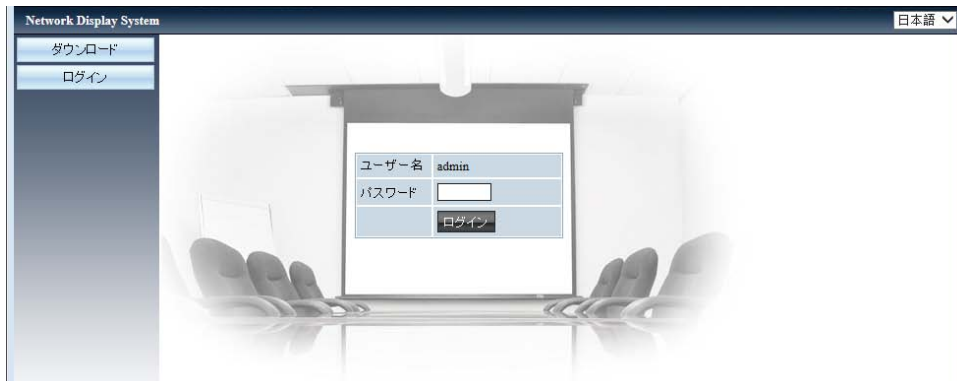 Network Display System
日本語
ダウンロード
ログイン
ユーザー名 admin
パスワード
ログイン